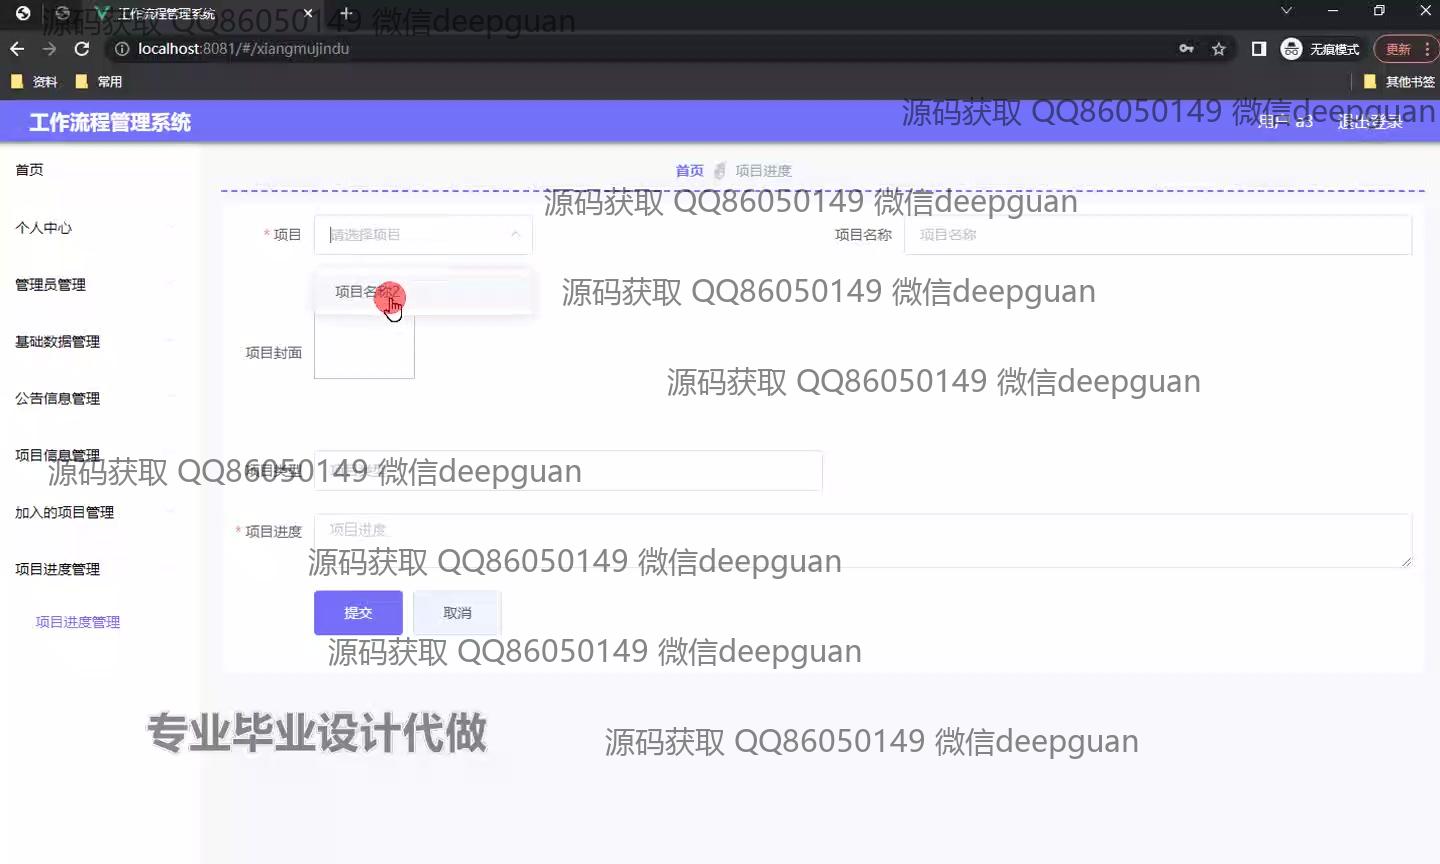 工作流程管理系统
源码获取 QQ86050149 微信deepguan
localhost:8081/#/xiangmujindu
无痕模式
更新
资料
常用
其他书签
工作流程管理系统
源码获取 QQ86050149 微信deepguan
用户 a3
退出登录
首页
个人中心
管理员管理
基础数据管理
公告信息管理
项目信息管理
加入的项目管理
项目进度管理
项目进度管理
首页
项目进度
源码获取 QQ86050149 微信deepguan
* 项目
请选择项目
项目名称
项目名称
项目名称2
源码获取 QQ86050149 微信deepguan
项目封面
源码获取 QQ86050149 微信deepguan
项目类型
项目类型
源码获取 QQ86050149 微信deepguan
* 项目进度
项目进度
源码获取 QQ86050149 微信deepguan
提交
取消
源码获取 QQ86050149 微信deepguan
专业毕业设计代做
源码获取 QQ86050149 微信deepguan